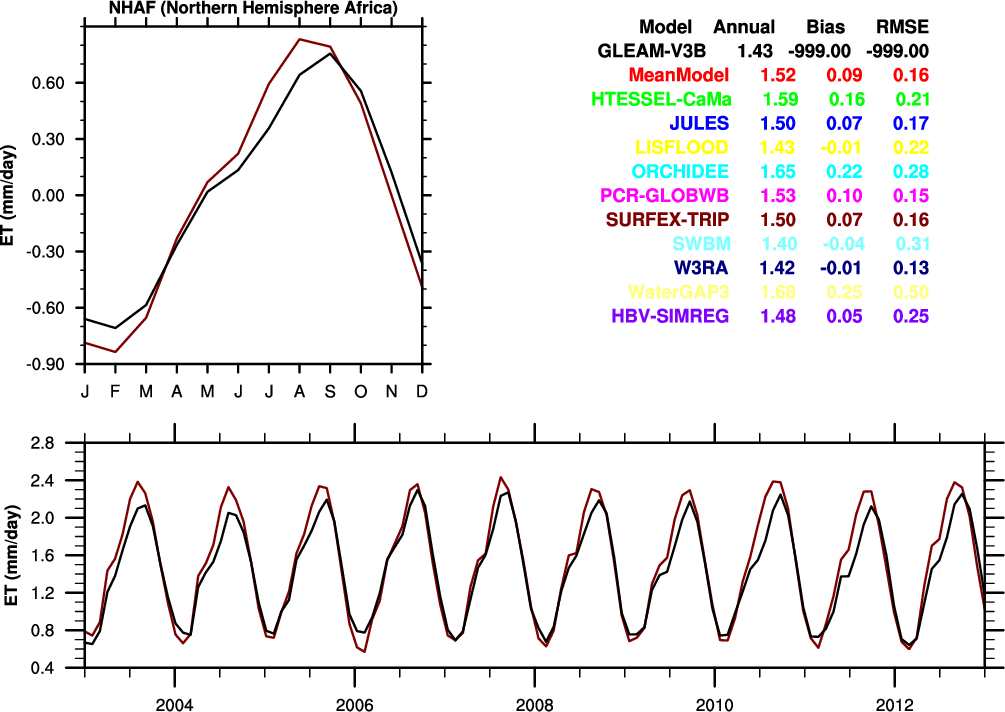 NHAF (Northern Hemisphere Africa)
ET (mm/day)
0.60
0.30
0.00
-0.30
-0.60
-0.90
J F M A M J J A S O N D
Model Annual Bias RMSE
GLEAM-V3B 1.43 -999.00 -999.00
MeanModel 1.52 0.09 0.16
HTESSEL-CaMa 1.59 0.16 0.21
JULES 1.50 0.07 0.17
LISFLOOD 1.43 -0.01 0.22
ORCHIDEE 1.65 0.22 0.28
PCR-GLOBWB 1.53 0.10 0.15
SURFEX-TRIP 1.50 0.07 0.16
SWBM 1.40 -0.04 0.31
W3RA 1.42 -0.01 0.13
WaterGAP3 1.68 0.25 0.50
HBV-SIMREG 1.48 0.05 0.25
ET (mm/day)
2.8
2.4
2.0
1.6
1.2
0.8
0.4
2004 2006 2008 2010 2012